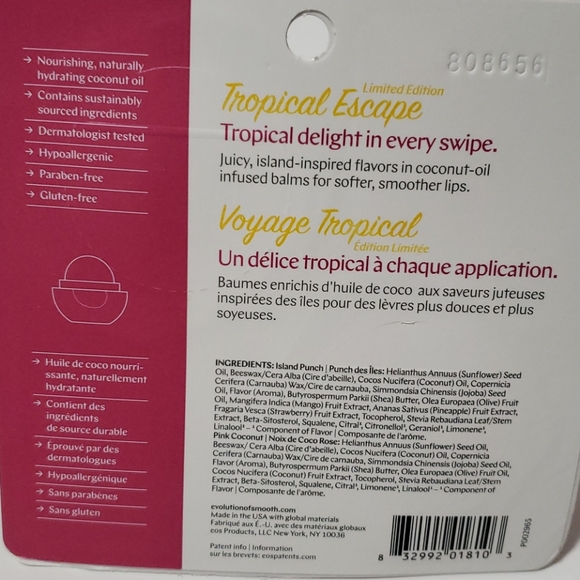 → Nourishing, naturally
hydrating coconut oil
→ Contains sustainably
sourced ingredients
→ Dermatologist tested
→ Hypoallergenic
→ Paraben-free
→ Gluten-free
→ Huile de coco nourri-
ssante, naturellement
hydratante
→ Contient des
ingrédients
de source durable
→ Éprouvé par des
dermatologues
→ Hypoallergénique
→ Sans parabènes
→ Sans gluten
808656
Limited Edition
Tropical Escape
Tropical delight in every swipe.
Juicy, island-inspired flavors in coconut-oil
infused balms for softer, smoother lips.
Voyage Tropical
Édition Limitée
Un délice tropical à chaque application.
Baumes enrichis d'huile de coco aux saveurs juteuses
inspirées des îles pour des lèvres plus douces et plus
soyeuses.
INGREDIENTS: Island Punch | Punch des Îles: Helianthus Annuus (Sunflower) Seed
Oil, Beeswax/Cera Alba (Cire d'abeille), Cocos Nucifera (Coconut) Oil, Copernicia
Cerifera (Carnauba) Wax/Cire de carnauba, Simmondsia Chinensis (Jojoba) Seed
Oil, Flavor (Aroma), Butyrospermum Parkii (Shea) Butter, Olea Europaea (Olive) Fruit
Oil, Mangifera Indica (Mango) Fruit Extract, Ananas Sativus (Pineapple) Fruit Extract,
Fragaria Vesca (Strawberry) Fruit Extract, Tocopherol, Stevia Rebaudiana Leaf/Stem
Extract, Beta-Sitosterol, Squalene, Citral¹, Citronellol¹, Geraniol¹, Limonene¹,
Linalool¹ – ¹ Component of Flavor | Composante de l'arôme.
Pink Coconut | Noix de Coco Rose: Helianthus Annuus (Sunflower) Seed Oil,
Beeswax/ Cera Alba (Cire d'abeille), Cocos Nucifera (Coconut) Oil, Copernicia
Cerifera (Carnauba) Wax/Cire de carnauba, Simmondsia Chinensis (Jojoba) Seed Oil,
Flavor (Aroma), Butyrospermum Parkii (Shea) Butter, Olea Europaea (Olive) Fruit Oil,
Cocos Nucifera (Coconut) Fruit Extract, Tocopherol, Stevia Rebaudiana Leaf/Stem
Extract, Beta-Sitosterol, Squalene, Citral¹, Limonene¹, Linalool¹ – ¹ Component of
Flavor | Composante de l'arôme.
evolutionofsmooth.com
Made in the USA with global materials
Fabriqué aux É.-U. avec des matériaux globaux
eos Products, LLC New York, NY 10036
Patent info | Information
sur les brevets: eospatents.com
8 32992 01810 3
P002965